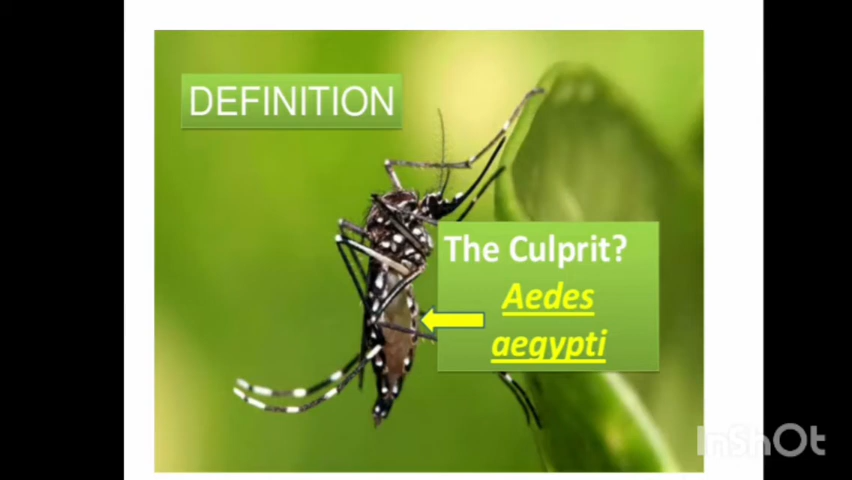 DEFINITION
The Culprit?
Aedes
aegypti
InShOt